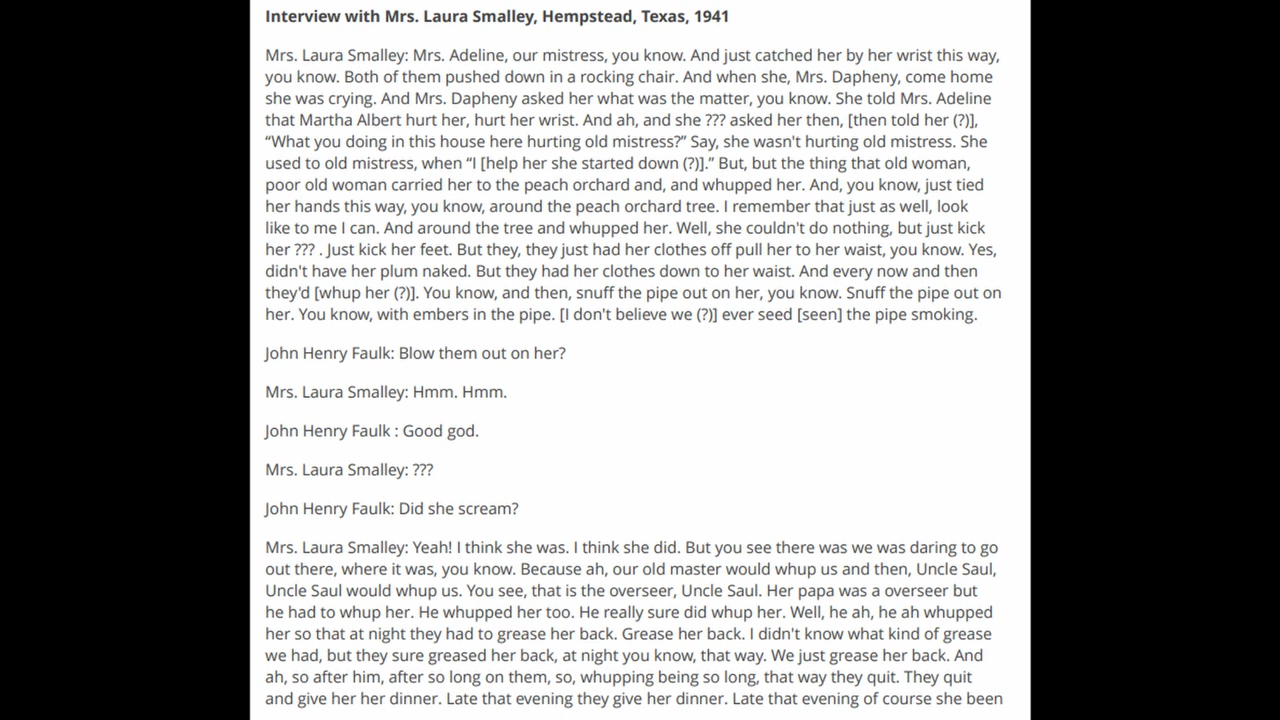 Interview with Mrs. Laura Smalley, Hempstead, Texas, 1941
Mrs. Laura Smalley: Mrs. Adeline, our mistress, you know. And just catched her by her wrist this way,
you know. Both of them pushed down in a rocking chair. And when she, Mrs. Dapheny, come home
she was crying. And Mrs. Dapheny asked her what was the matter, you know. She told Mrs. Adeline
that Martha Albert hurt her, hurt her wrist. And ah, and she ??? asked her then, [then told her (?)],
“What you doing in this house here hurting old mistress?” Say, she wasn't hurting old mistress. She
used to old mistress, when “I [help her she started down (?)].” But, but the thing that old woman,
poor old woman carried her to the peach orchard and, and whupped her. And, you know, just tied
her hands this way, you know, around the peach orchard tree. I remember that just as well, look
like to me I can. And around the tree and whupped her. Well, she couldn't do nothing, but just kick
her ??? . Just kick her feet. But they, they just had her clothes off pull her to her waist, you know. Yes,
didn't have her plum naked. But they had her clothes down to her waist. And every now and then
they'd [whup her (?)]. You know, and then, snuff the pipe out on her, you know. Snuff the pipe out on
her. You know, with embers in the pipe. [I don't believe we (?)] ever seed [seen] the pipe smoking.
John Henry Faulk: Blow them out on her?
Mrs. Laura Smalley: Hmm. Hmm.
John Henry Faulk : Good god.
Mrs. Laura Smalley: ???
John Henry Faulk: Did she scream?
Mrs. Laura Smalley: Yeah! I think she was. I think she did. But you see there was we was daring to go
out there, where it was, you know. Because ah, our old master would whup us and then, Uncle Saul,
Uncle Saul would whup us. You see, that is the overseer, Uncle Saul. Her papa was a overseer but
he had to whup her. He whupped her too. He really sure did whup her. Well, he ah, he ah whupped
her so that at night they had to grease her back. Grease her back. I didn't know what kind of grease
we had, but they sure greased her back, at night you know, that way. We just grease her back. And
ah, so after him, after so long on them, so, whupping being so long, that way they quit. They quit
and give her her dinner. Late that evening they give her dinner. Late that evening of course she been